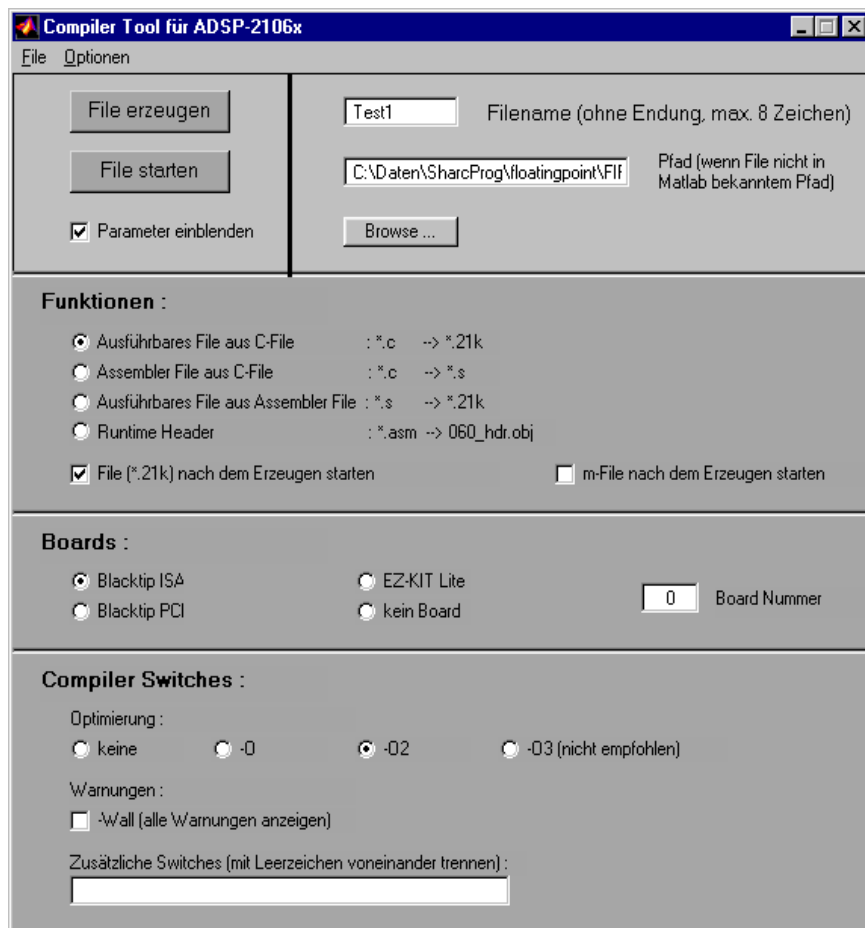 Compiler Tool für ADSP-2106x
File Optionen
File erzeugen
Test1 Filename (ohne Endung, max. 8 Zeichen)
File starten
C:\Daten\SharcProg\floatingpoint\FIF Pfad (wenn File nicht in
Matlab bekanntem Pfad)
Parameter einblenden
Browse ...
Funktionen :
Ausführbares File aus C-File : *.c --> *.21k
Assembler File aus C-File : *.c --> *.s
Ausführbares File aus Assembler File : *.s --> *.21k
Runtime Header : *.asm --> 060_hdr.obj
File (*.21k) nach dem Erzeugen starten m-File nach dem Erzeugen starten
Boards :
Blacktip ISA EZ-KIT Lite
Blacktip PCI kein Board
0 Board Nummer
Compiler Switches :
Optimierung :
keine -O -O2 -O3 (nicht empfohlen)
Warnungen :
-Wall (alle Warnungen anzeigen)
Zusätzliche Switches (mit Leerzeichen voneinander trennen) :